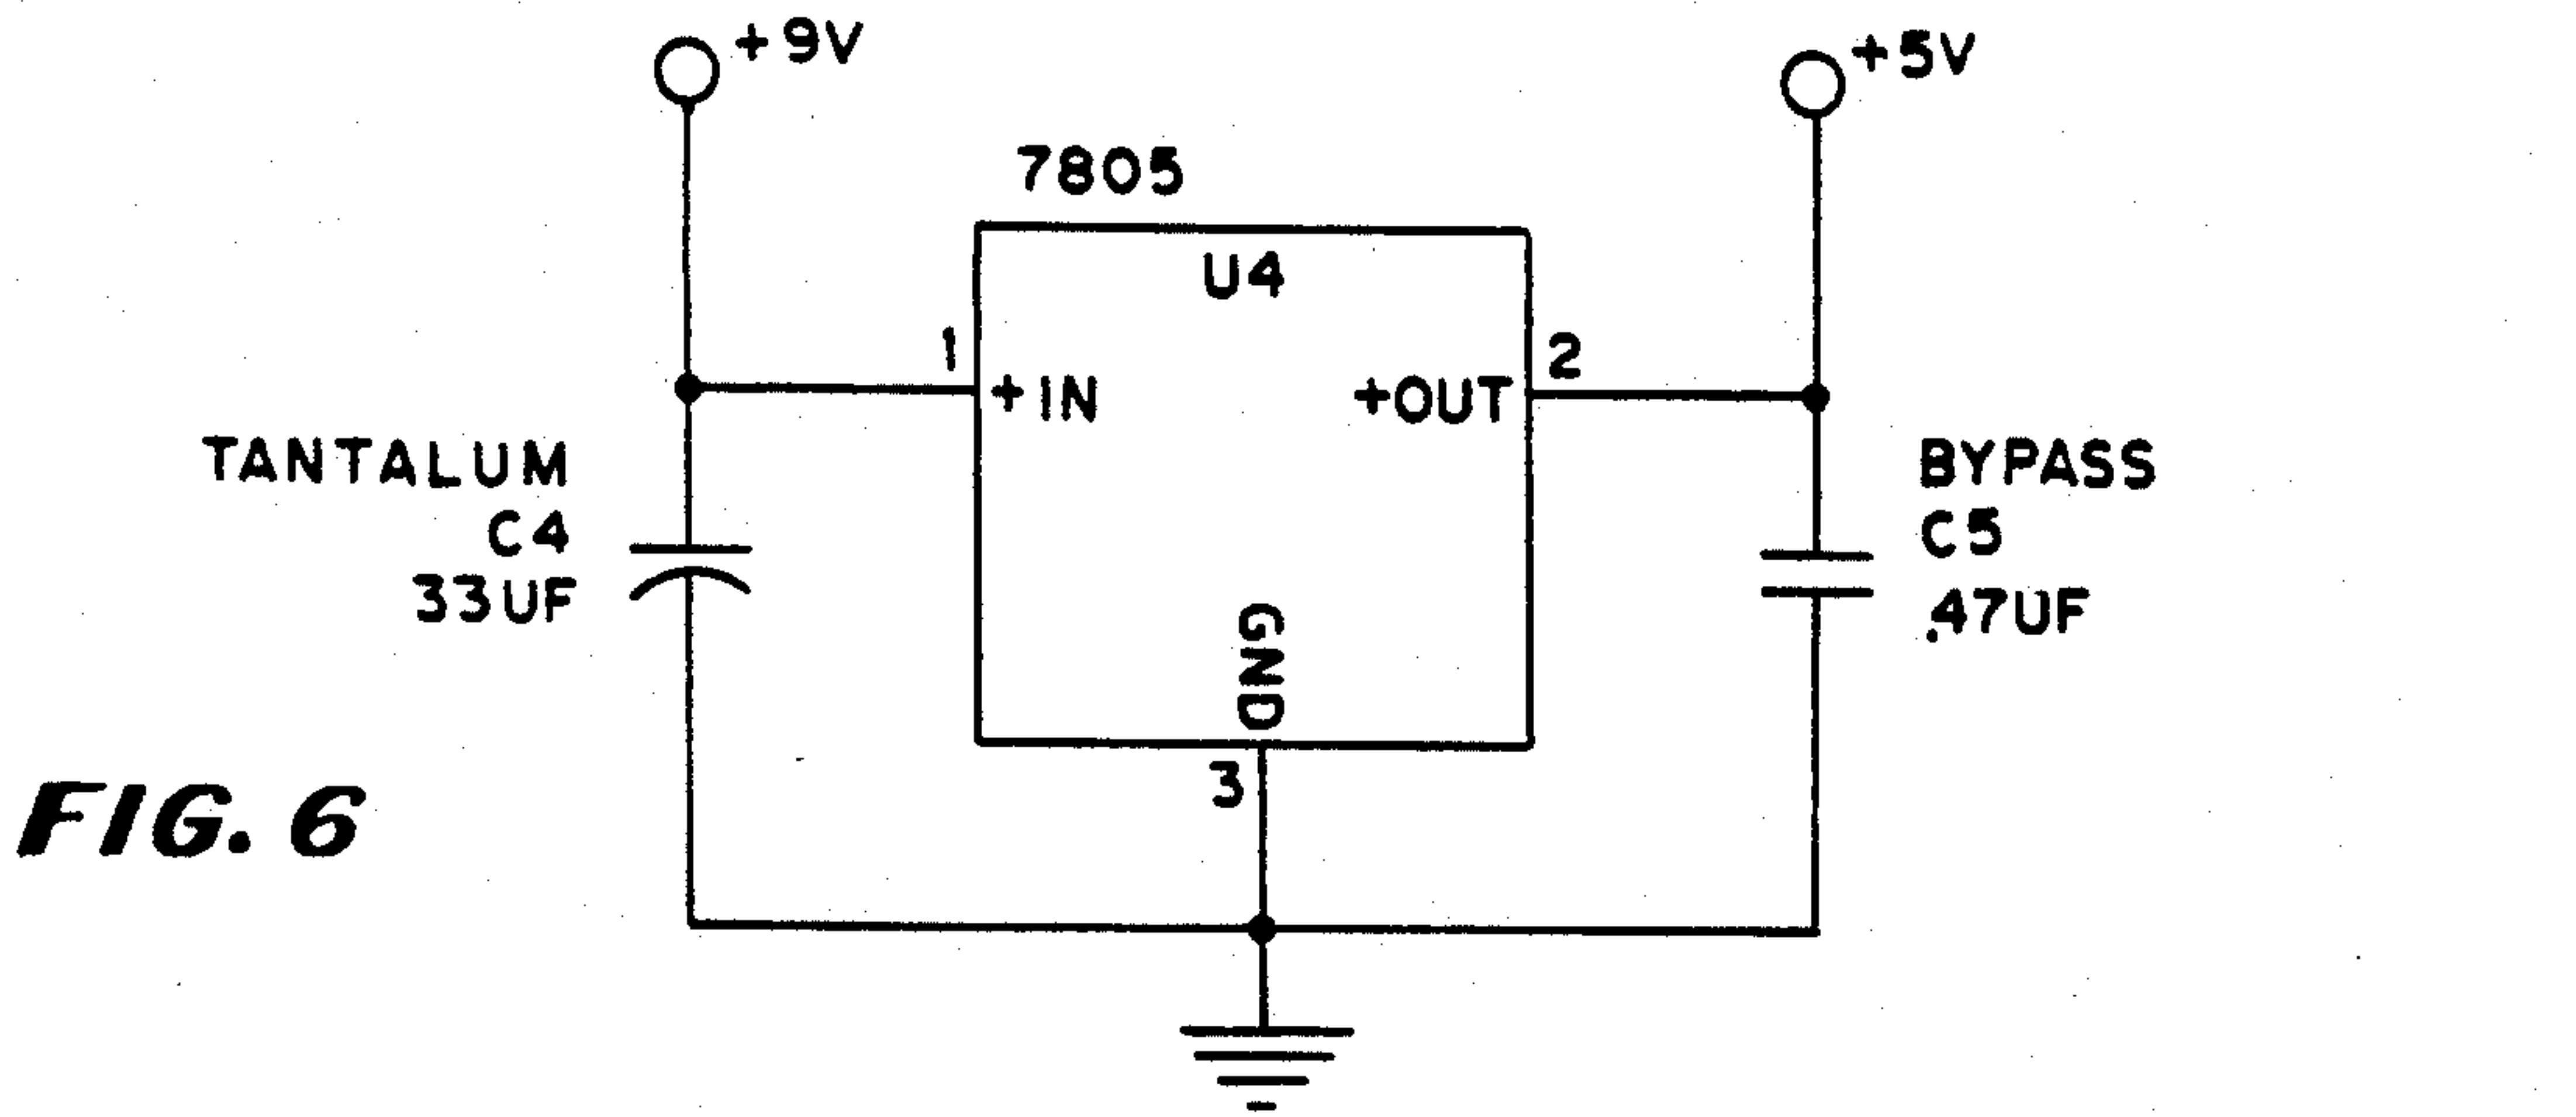 +9V
+5V
7805
U4
1
+IN
+OUT
2
TANTALUM
C4
33UF
BYPASS
C5
.47UF
GND
3
FIG. 6